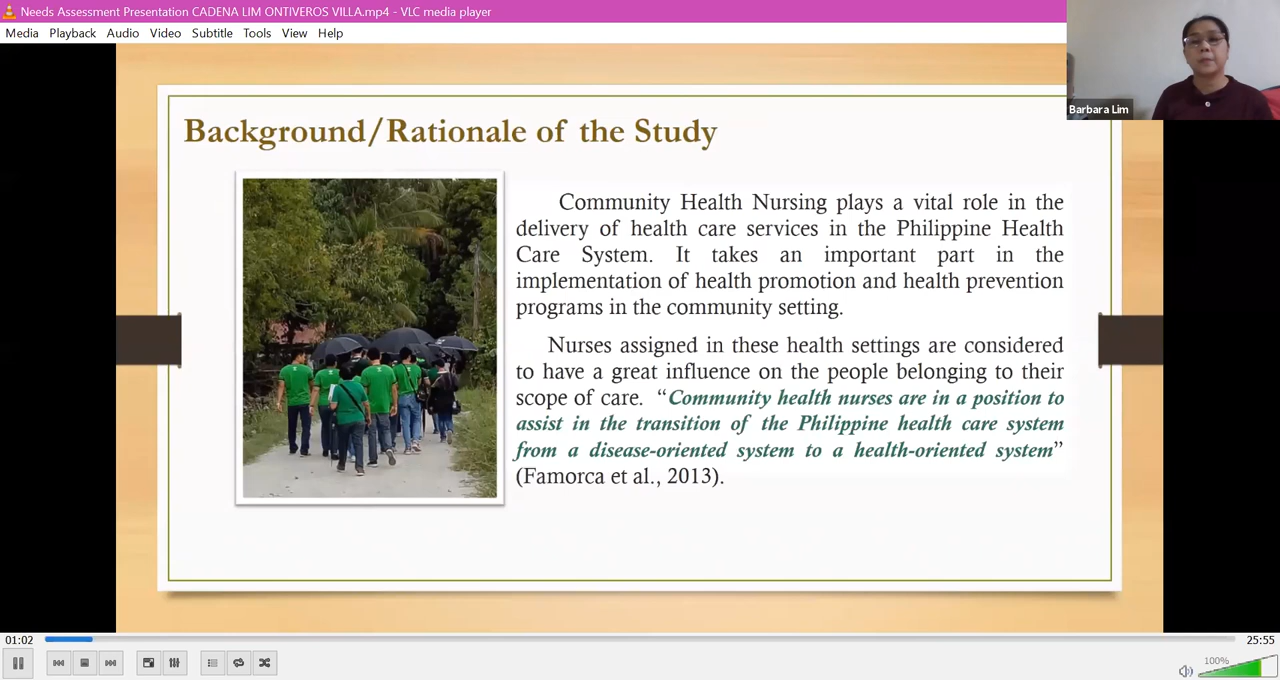 Needs Assessment Presentation CADENA LIM ONTIVEROS VILLA.mp4 - VLC media player
Media Playback Audio Video Subtitle Tools View Help
Barbara Lim
Background/Rationale of the Study
Community Health Nursing plays a vital role in the
delivery of health care services in the Philippine Health
Care System. It takes an important part in the
implementation of health promotion and health prevention
programs in the community setting.
Nurses assigned in these health settings are considered
to have a great influence on the people belonging to their
scope of care. “Community health nurses are in a position to
assist in the transition of the Philippine health care system
from a disease-oriented system to a health-oriented system”
(Famorca et al., 2013).
01:02
25:55
100%